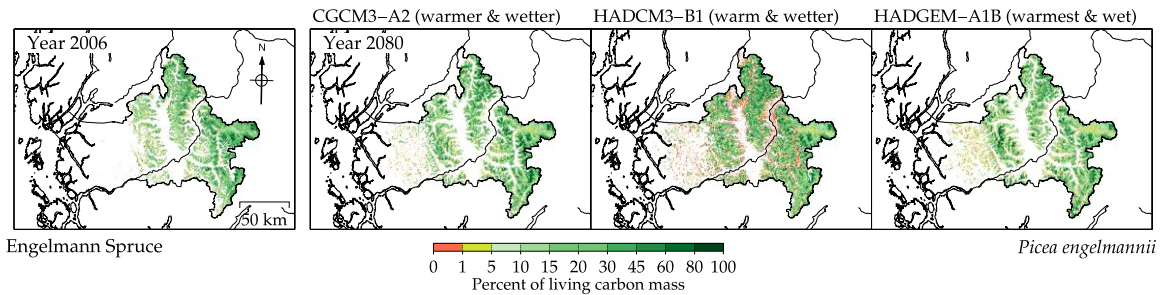 CGCM3−A2 (warmer & wetter)
HADCM3−B1 (warm & wetter)
HADGEM−A1B (warmest & wet)
Year 2006
N
Year 2080
50 km
Engelmann Spruce
Picea engelmannii
0 1 5 10 15 20 30 45 60 80 100
Percent of living carbon mass